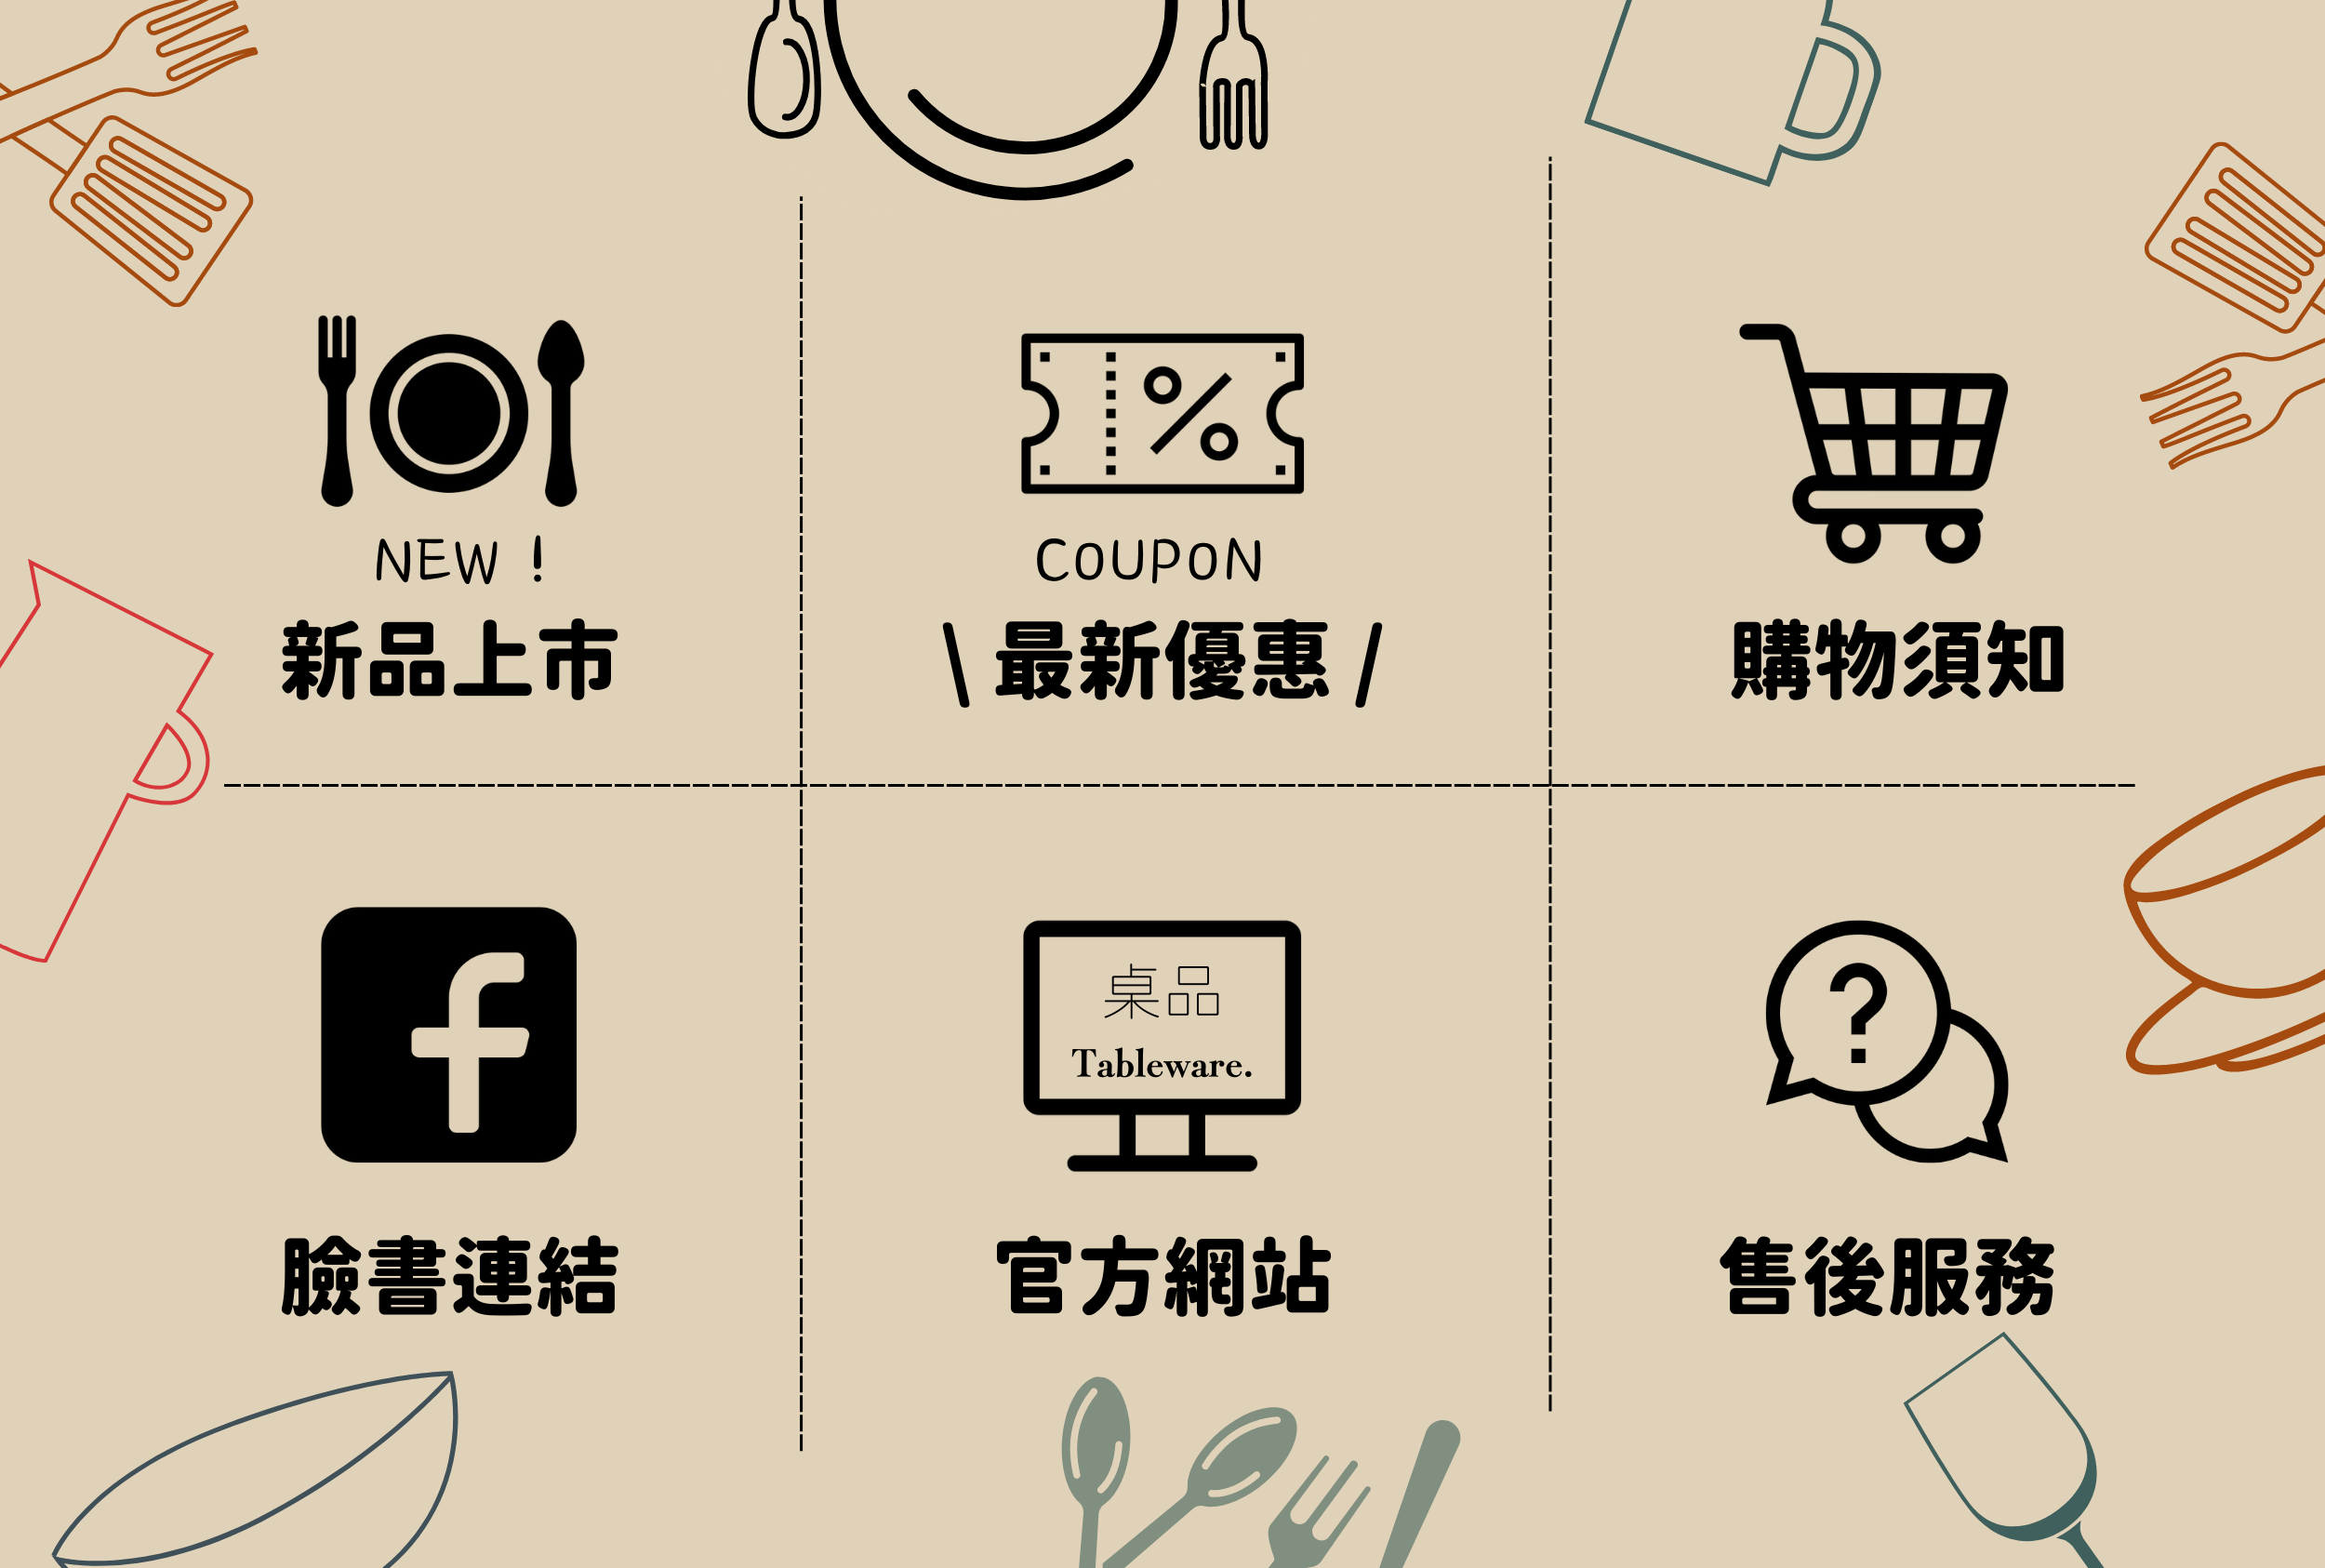 NEW !
新品上市
COUPON
\ 最新優惠 /
購物須知
臉書連結
桌品
Tableware.
官方網站
售後服務